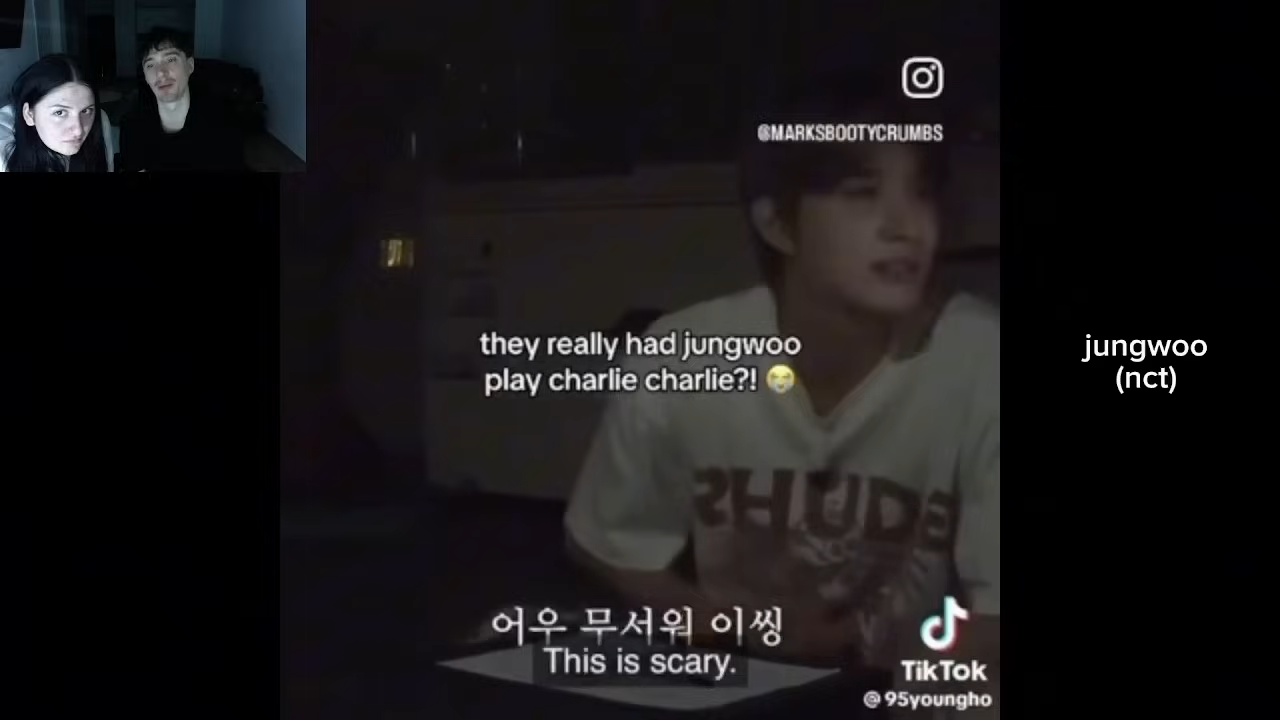 @MARKSBOOTYCRUMBS
they really had jungwoo
play charlie charlie?! 😭
jungwoo
(nct)
어우 무서워 이씽
This is scary.
TikTok
@95youngho